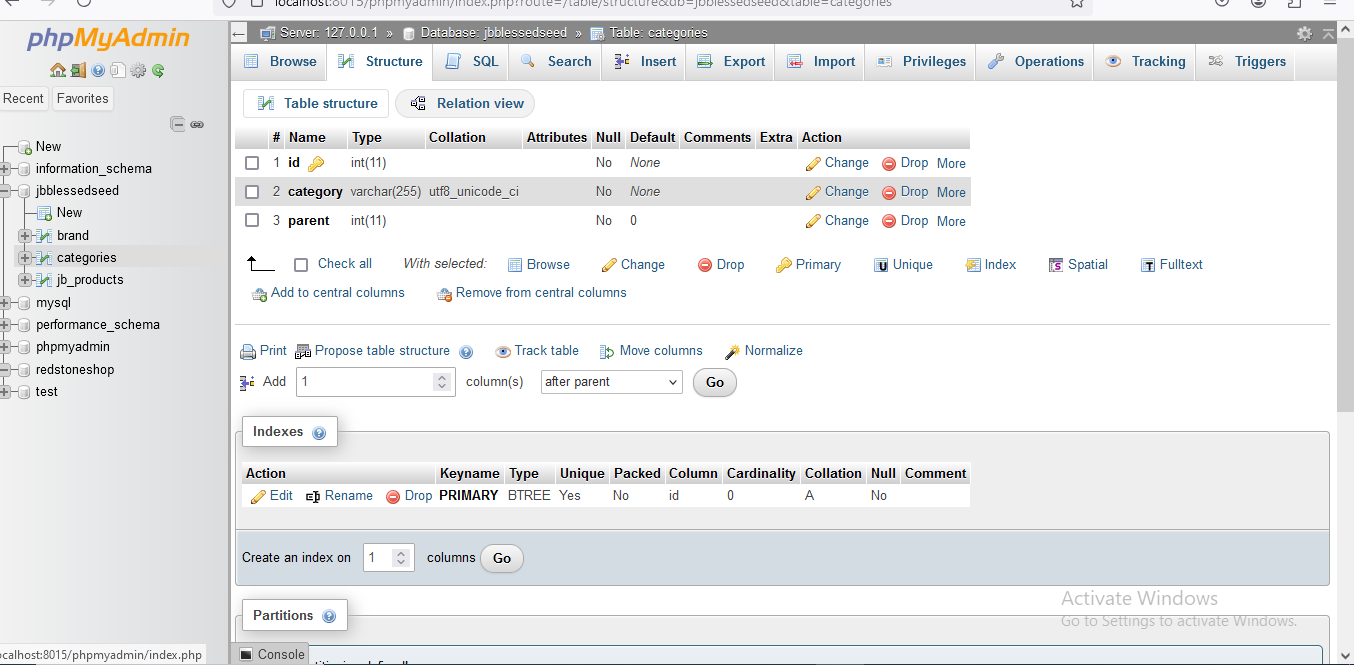 localhost:8015/phpmyadmin/index.php?route=/table/structure&db=jbblessedseed&table=categories
phpMyAdmin
Recent Favorites
New
information_schema
jbblessedseed
New
brand
categories
jb_products
mysql
performance_schema
phpmyadmin
redstoneshop
test
Server: 127.0.0.1 » Database: jbblessedseed » Table: categories
Browse Structure SQL Search Insert Export Import Privileges Operations Tracking Triggers
Table structure Relation view
# Name Type Collation Attributes Null Default Comments Extra Action
1 id int(11) No None Change Drop More
2 category varchar(255) utf8_unicode_ci No None Change Drop More
3 parent int(11) No 0 Change Drop More
Check all With selected: Browse Change Drop Primary Unique Index Spatial Fulltext
Add to central columns Remove from central columns
Print Propose table structure Track table Move columns Normalize
Add 1 column(s) after parent Go
Indexes
Action Keyname Type Unique Packed Column Cardinality Collation Null Comment
Edit Rename Drop PRIMARY BTREE Yes No id 0 A No
Create an index on 1 columns Go
Partitions
Activate Windows
Go to Settings to activate Windows.
Console
ocalhost:8015/phpmyadmin/index.php